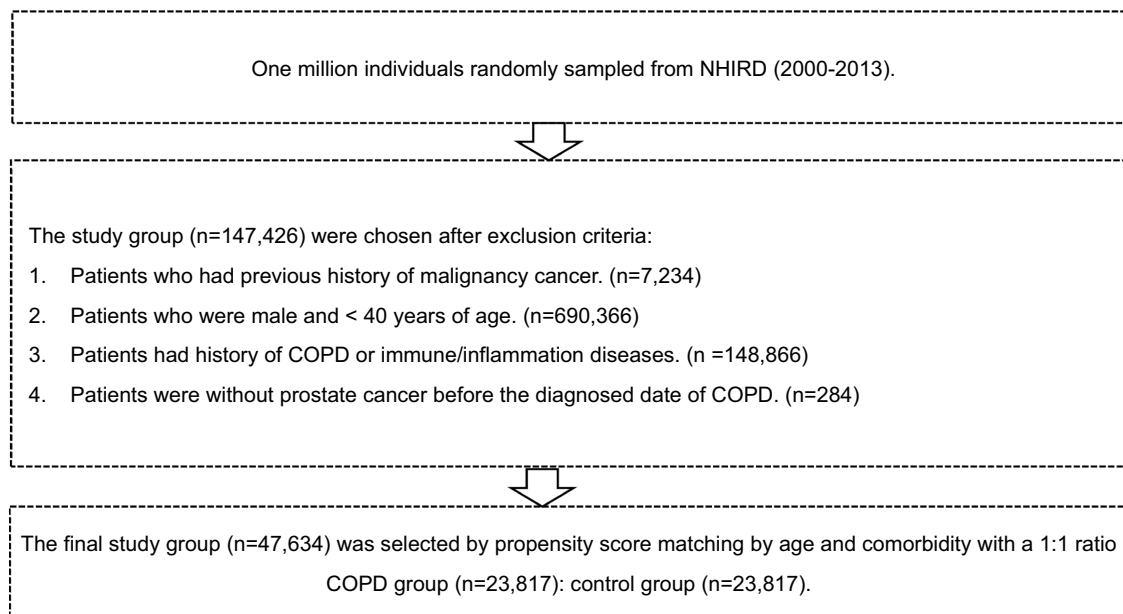 One million individuals randomly sampled from NHIRD (2000-2013).
The study group (n=147,426) were chosen after exclusion criteria:
1. Patients who had previous history of malignancy cancer. (n=7,234)
2. Patients who were male and < 40 years of age. (n=690,366)
3. Patients had history of COPD or immune/inflammation diseases. (n =148,866)
4. Patients were without prostate cancer before the diagnosed date of COPD. (n=284)
The final study group (n=47,634) was selected by propensity score matching by age and comorbidity with a 1:1 ratio
COPD group (n=23,817): control group (n=23,817).